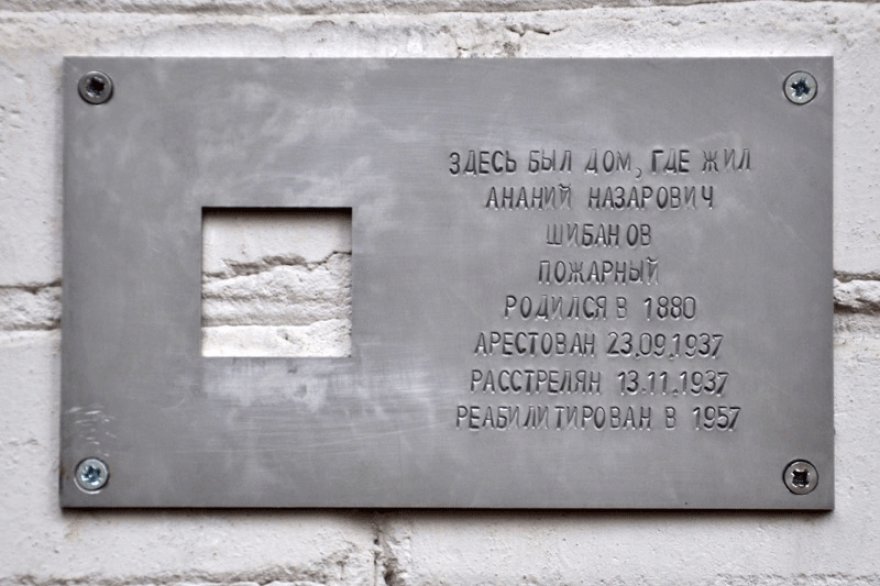 ЗДЕСЬ БЫЛ ДОМ, ГДЕ ЖИЛ
АНАНИЙ НАЗАРОВИЧ
ШИБАНОВ
ПОЖАРНЫЙ
РОДИЛСЯ В 1880
АРЕСТОВАН 23.09.1937
РАССТРЕЛЯН 13.11.1937
РЕАБИЛИТИРОВАН В 1957